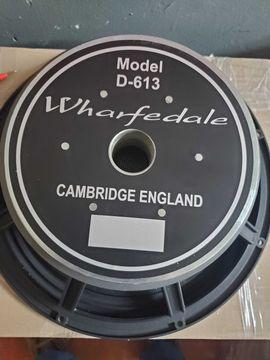 Model
D-613
Wharfedale
CAMBRIDGE ENGLAND